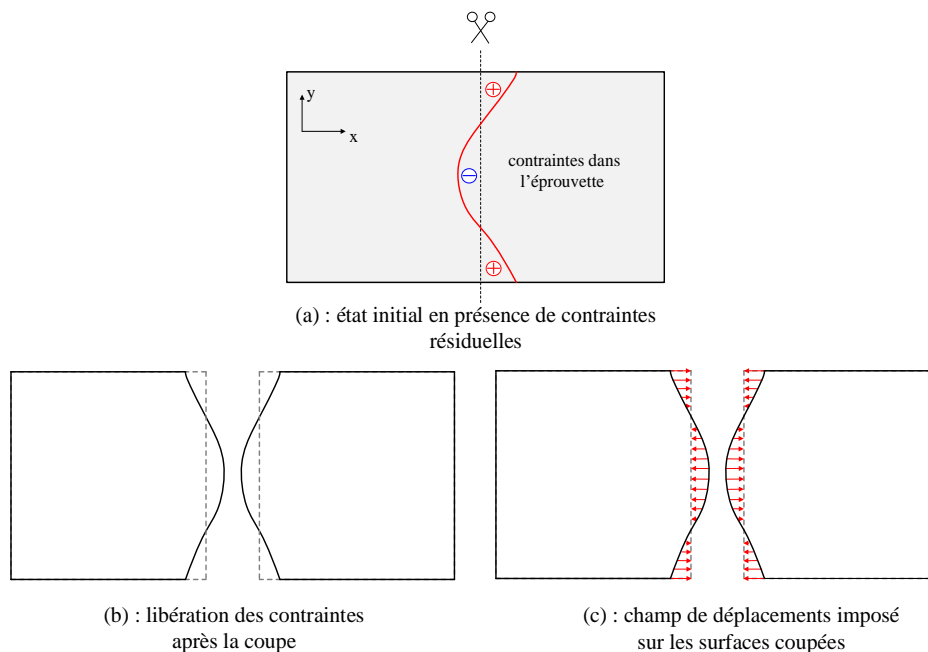 y
x
contraintes dans
l'éprouvette
(a) : état initial en présence de contraintes
résiduelles
(b) : libération des contraintes
après la coupe
(c) : champ de déplacements imposé
sur les surfaces coupées